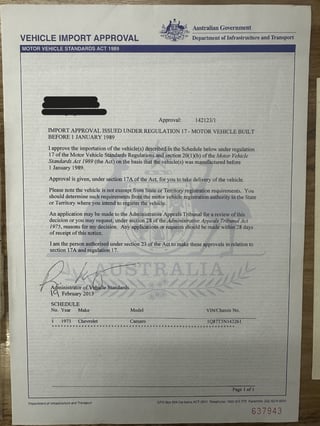 VEHICLE IMPORT APPROVAL
Australian Government
Department of Infrastructure and Transport
MOTOR VEHICLE STANDARDS ACT 1989
Approval: 142123/1
IMPORT APPROVAL ISSUED UNDER REGULATION 17 - MOTOR VEHICLE BUILT
BEFORE 1 JANUARY 1989
I approve the importation of the vehicle(s) described in the Schedule below under regulation
17 of the Motor Vehicle Standards Regulations and section 20(1)(b) of the Motor Vehicle
Standards Act 1989 (the Act) on the basis that the vehicle(s) was manufactured before
1 January 1989.
Approval is given, under section 17A of the Act, for you to take delivery of the vehicle.
Please note the vehicle is not exempt from State or Territory registration requirements. You
should determine such requirements from the motor vehicle registration authority in the State
or Territory where you intend to register the vehicle.
An application may be made to the Administrative Appeals Tribunal for a review of this
decision or you may request, under section 28 of the Administrative Appeals Tribunal Act
1975, reasons for my decision. Any applications or requests should be made within 28 days
of receipt of this notice.
I am the person authorised under section 23 of the Act to make these approvals in relation to
section 17A and regulation 17.
AUSTRALIA
Administrator of Vehicle Standards
February 2013
SCHEDULE
No. Year Make Model VIN/Chassis No.
1 1973 Chevrolet Camaro
Page 1 of 1
Department of Infrastructure and Transport
637943